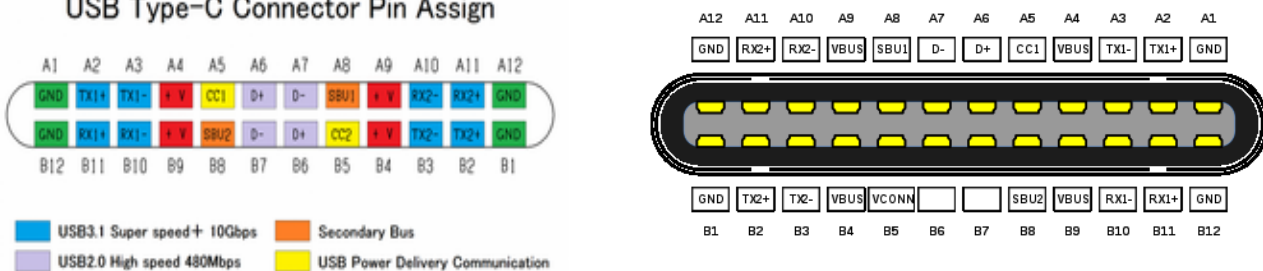 USB Type-C Connector Pin Assign
A1 A2 A3 A4 A5 A6 A7 A8 A9 A10 A11 A12
GND TX1+ TX1- + V CC1 D+ D- SBU1 + V RX2- RX2+ GND
GND RX1+ RX1- + V SBU2 D- D+ CC2 + V TX2- TX2+ GND
B12 B11 B10 B9 B8 B7 B6 B5 B4 B3 B2 B1
USB3.1 Super speed+ 10Gbps
Secondary Bus
USB2.0 High speed 480Mbps
USB Power Delivery Communication
A12 A11 A10 A9 A8 A7 A6 A5 A4 A3 A2 A1
GND RX2+ RX2- VBUS SBU1 D- D+ CC1 VBUS TX1- TX1+ GND
GND TX2+ TX2- VBUS VCONN SBU2 VBUS RX1- RX1+ GND
B1 B2 B3 B4 B5 B6 B7 B8 B9 B10 B11 B12